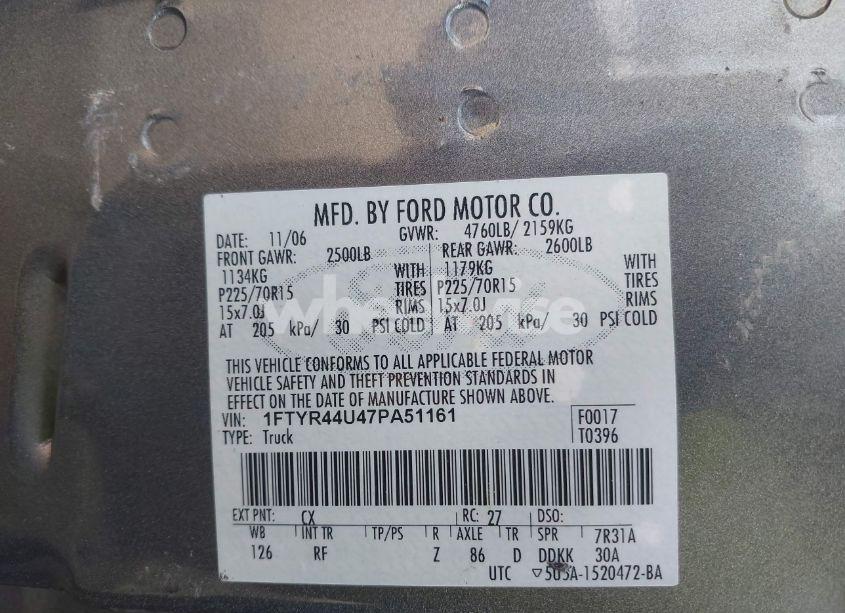 MFD. BY FORD MOTOR CO.
DATE: 11/06 GVWR: 4760LB/ 2159KG
FRONT GAWR: 2500LB REAR GAWR: 2600LB
1134KG WITH 1179KG WITH
P225/70R15 TIRES P225/70R15 TIRES
15x7.0J RIMS 15x7.0J RIMS
AT 205 kPa/ 30 PSI COLD AT 205 kPa/ 30 PSI COLD
THIS VEHICLE CONFORMS TO ALL APPLICABLE FEDERAL MOTOR
VEHICLE SAFETY AND THEFT PREVENTION STANDARDS IN
EFFECT ON THE DATE OF MANUFACTURE SHOWN ABOVE.
VIN: 1FTYR44U47PA51161 F0017
TYPE: Truck T0396
EXT PNT: CX RC: 27 DSO:
WB INT TR TP/PS R AXLE TR SPR 7R31A
126 RF Z 86 D DDKK 30A
UTC ▽5U5A-1520472-BA